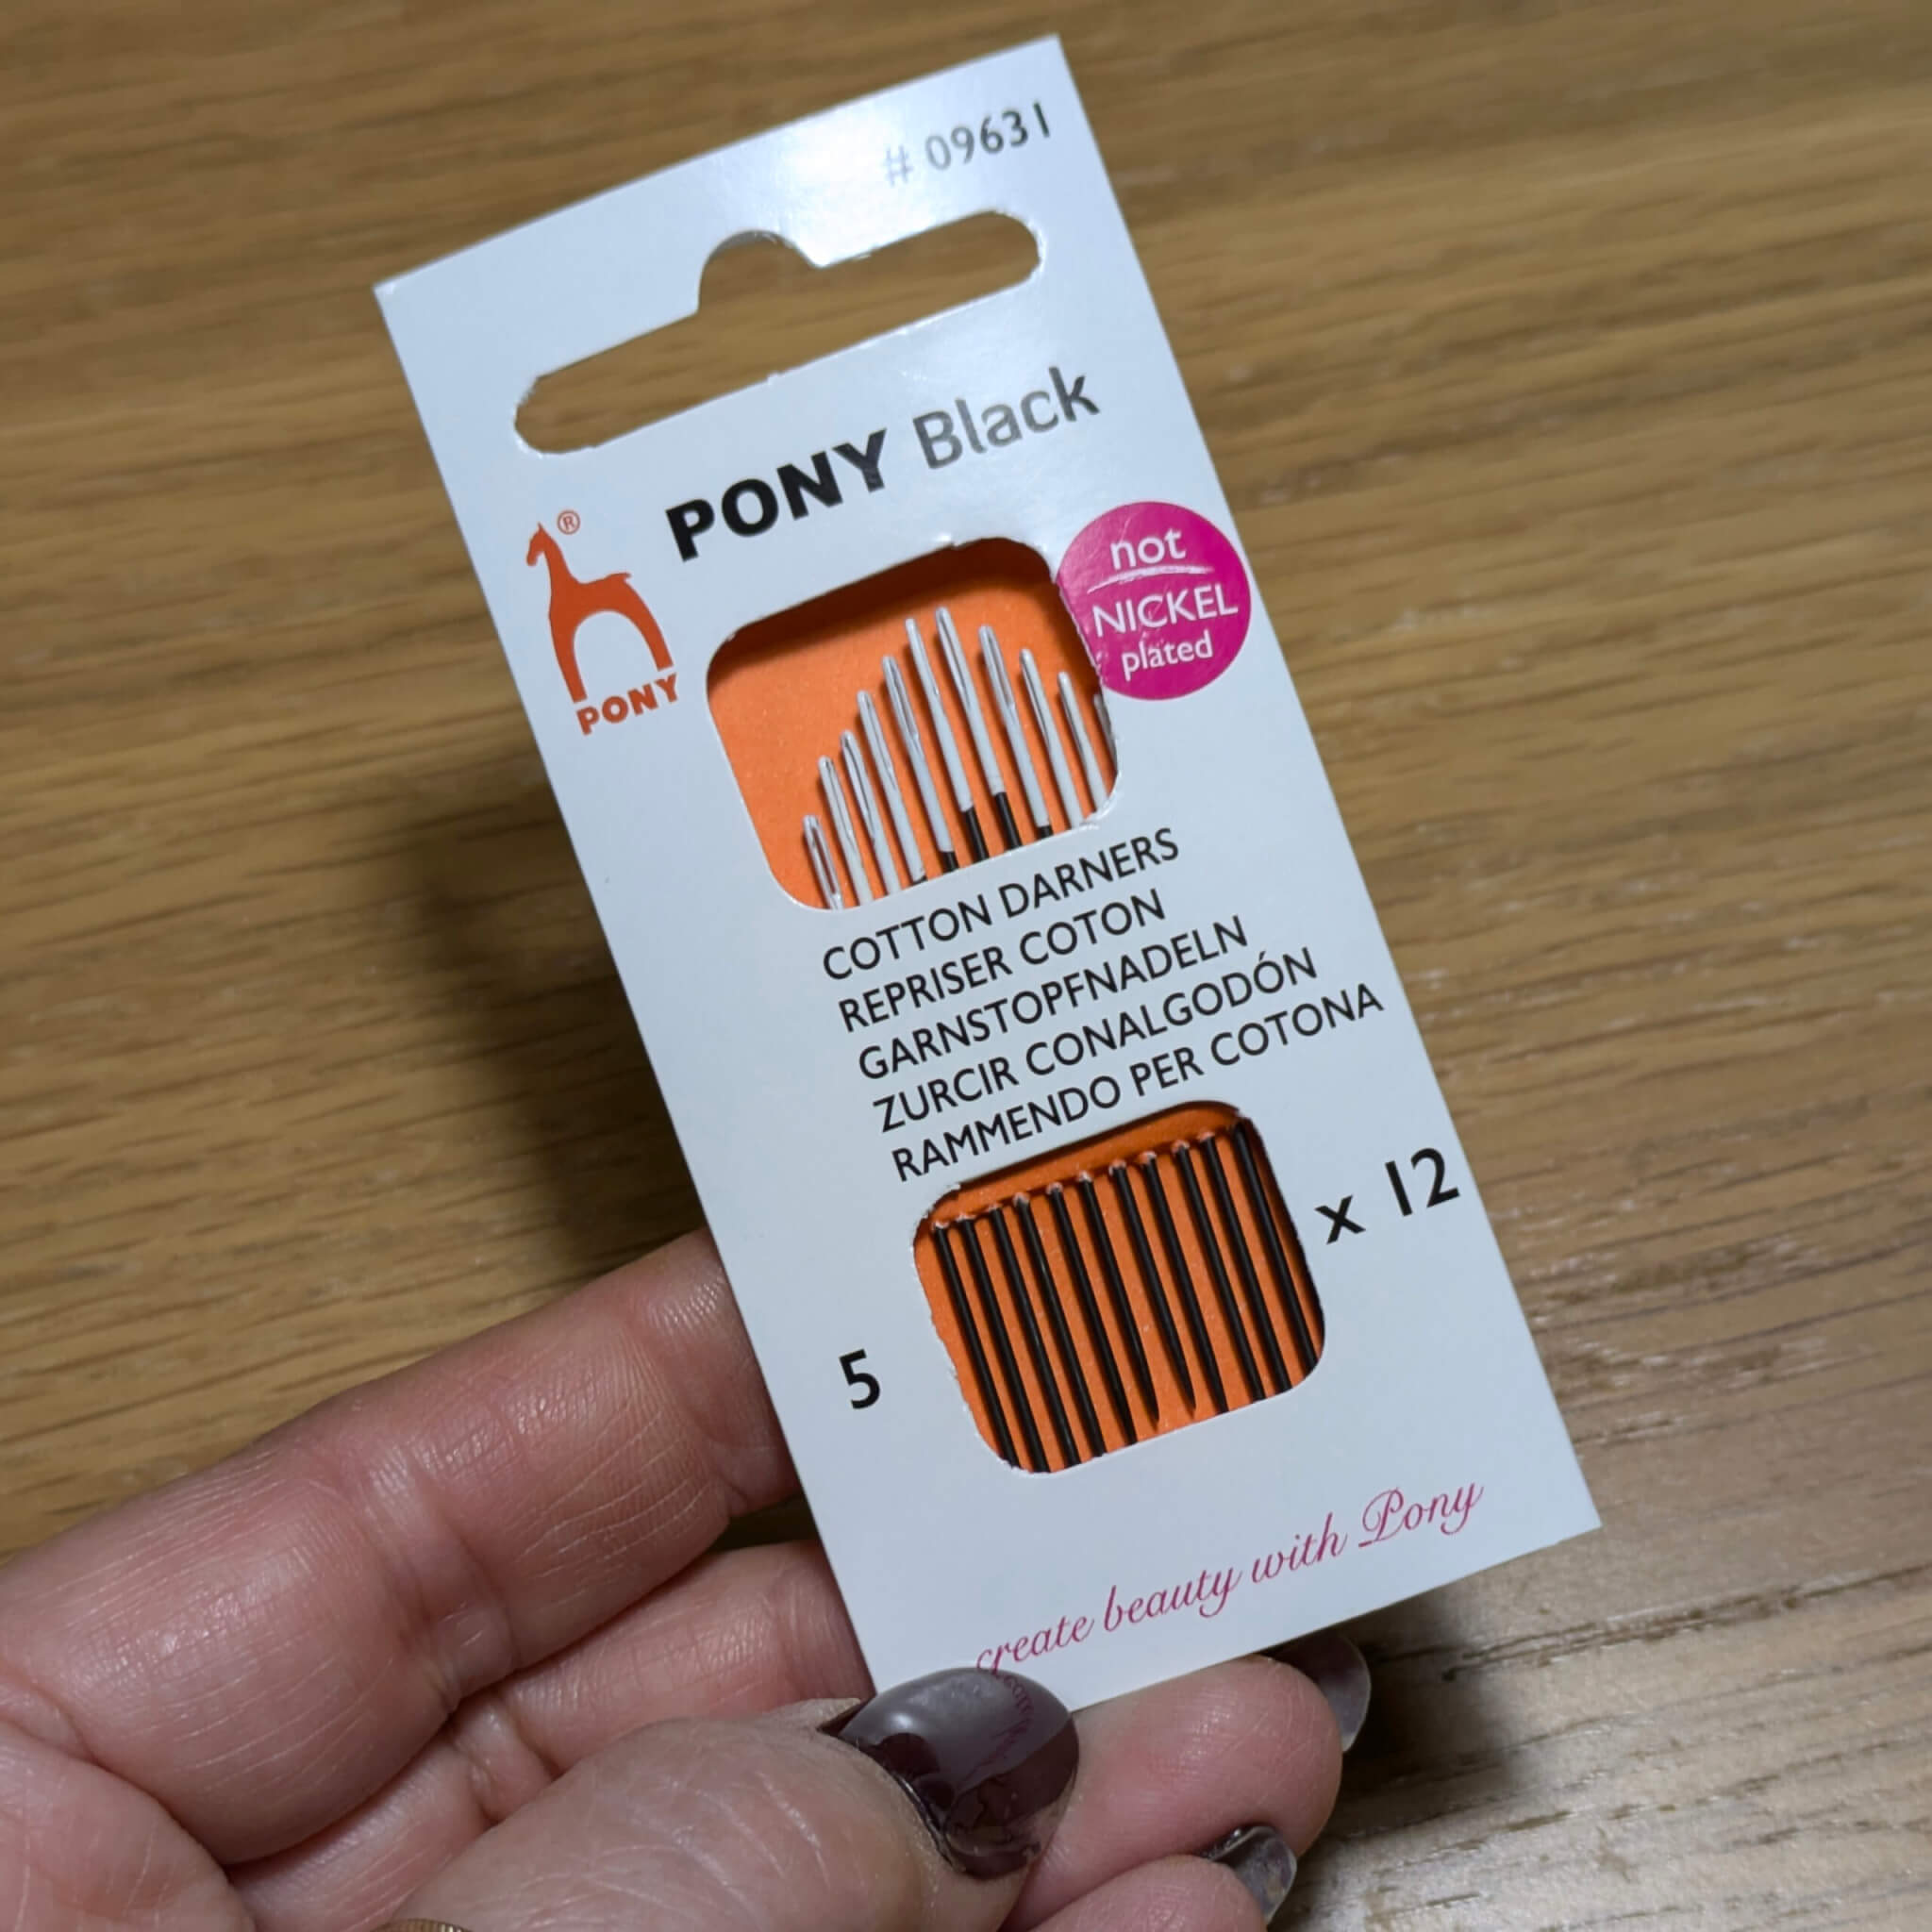 # 09631
PONY Black
®
PONY
not
NICKEL
plated
COTTON DARNERS
REPRISER COTON
GARNSTOPFNADELN
ZURCIR CONALGODÓN
RAMMENDO PER COTONA
5
x 12
create beauty with Pony